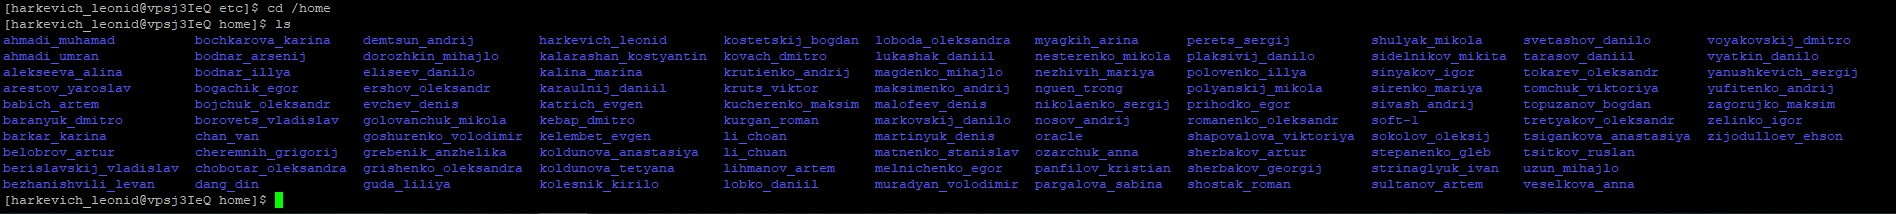 [harkevich_leonid@vpsj3IeQ etc]$ cd /home
[harkevich_leonid@vpsj3IeQ home]$ ls
ahmadi_muhamad bochkarova_karina demtsun_andrij harkevich_leonid kostetskij_bogdan loboda_oleksandra myagkih_arina perets_sergij shulyak_mikola svetashov_danilo voyakovskij_dmitro
ahmadi_umran bodnar_arsenij dorozhkin_mihajlo kalarashan_kostyantin kovach_dmitro lukashak_daniil nesterenko_mikola plaksivij_danilo sidelnikov_mikita tarasov_daniil vyatkin_danilo
alekseeva_alina bodnar_illya eliseev_danilo kalina_marina krutienko_andrij magdenko_mihajlo nezhivih_mariya polovenko_illya sinyakov_igor tokarev_oleksandr yanushkevich_sergij
arestov_yaroslav bogachik_egor ershov_oleksandr karaulnij_daniil kruts_viktor maksimenko_andrij nguen_trong polyanskij_mikola sirenko_mariya tomchuk_viktoriya yufitenko_andrij
babich_artem bojchuk_oleksandr evchev_denis katrich_evgen kucherenko_maksim malofeev_denis nikolaenko_sergij prihodko_egor sivash_andrij topuzanov_bogdan zagorujko_maksim
baranyuk_dmitro borovets_vladislav golovanchuk_mikola kebap_dmitro kurgan_roman markovskij_danilo nosov_andrij romanenko_oleksandr soft-1 tretyakov_oleksandr zelinko_igor
barkar_karina chan_van goshurenko_volodimir kelembet_evgen li_choan martinyuk_denis oracle shapovalova_viktoriya sokolov_oleksij tsigankova_anastasiya zijodulloev_ehson
belobrov_artur cheremnih_grigorij grebenik_anzhelika koldunova_anastasiya li_chuan matnenko_stanislav ozarchuk_anna sherbakov_artur stepanenko_gleb tsitkov_ruslan
berislavskij_vladislav chobotar_oleksandra grishenko_oleksandra koldunova_tetyana lihmanov_artem melnichenko_egor panfilov_kristian sherbakov_georgij strinaglyuk_ivan uzun_mihajlo
bezhanishvili_levan dang_din guda_liliya kolesnik_kirilo lobko_daniil muradyan_volodimir pargalova_sabina shostak_roman sultanov_artem veselkova_anna
[harkevich_leonid@vpsj3IeQ home]$